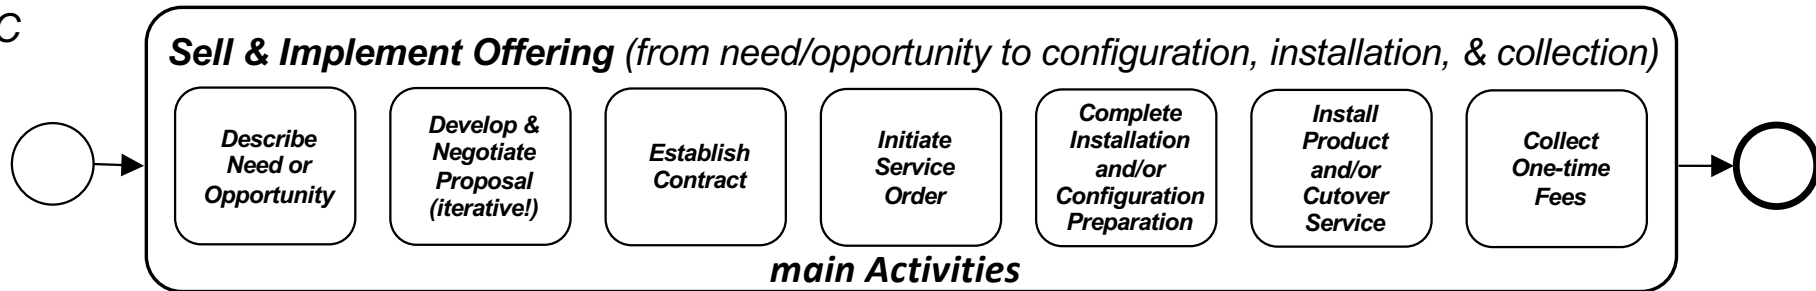 C
Sell & Implement Offering (from need/opportunity to configuration, installation, & collection)
Describe
Need or
Opportunity
Develop &
Negotiate
Proposal
(iterative!)
Establish
Contract
Initiate
Service
Order
Complete
Installation
and/or
Configuration
Preparation
Install
Product
and/or
Cutover
Service
Collect
One-time
Fees
main Activities